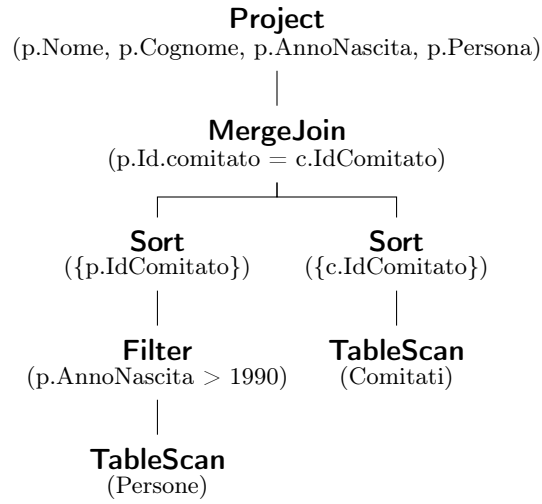 Project
(p.Nome, p.Cognome, p.AnnoNascita, p.Persona)
MergeJoin
(p.Id.comitato = c.IdComitato)
Sort Sort
({p.IdComitato}) ({c.IdComitato})
Filter TableScan
(p.AnnoNascita > 1990) (Comitati)
TableScan
(Persone)